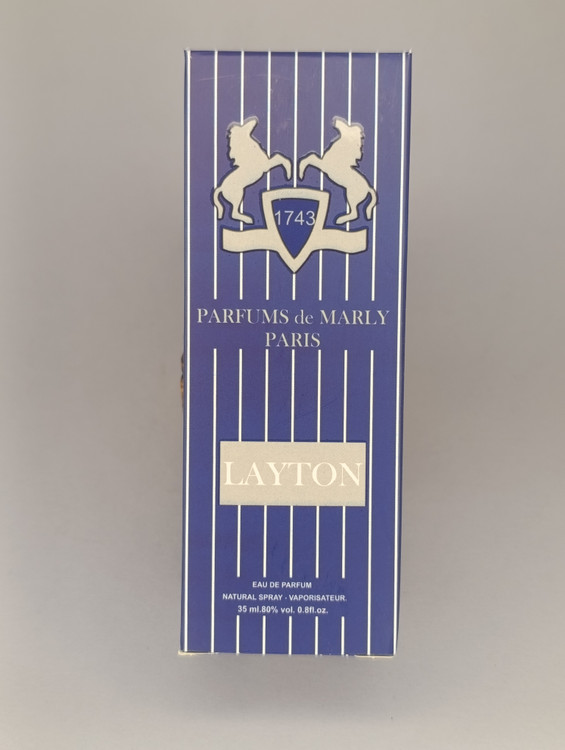 1743
PARFUMS de MARLY
PARIS
LAYTON
EAU DE PARFUM
NATURAL SPRAY - VAPORISATEUR.
35 ml.80% vol. 0.8fl.oz.